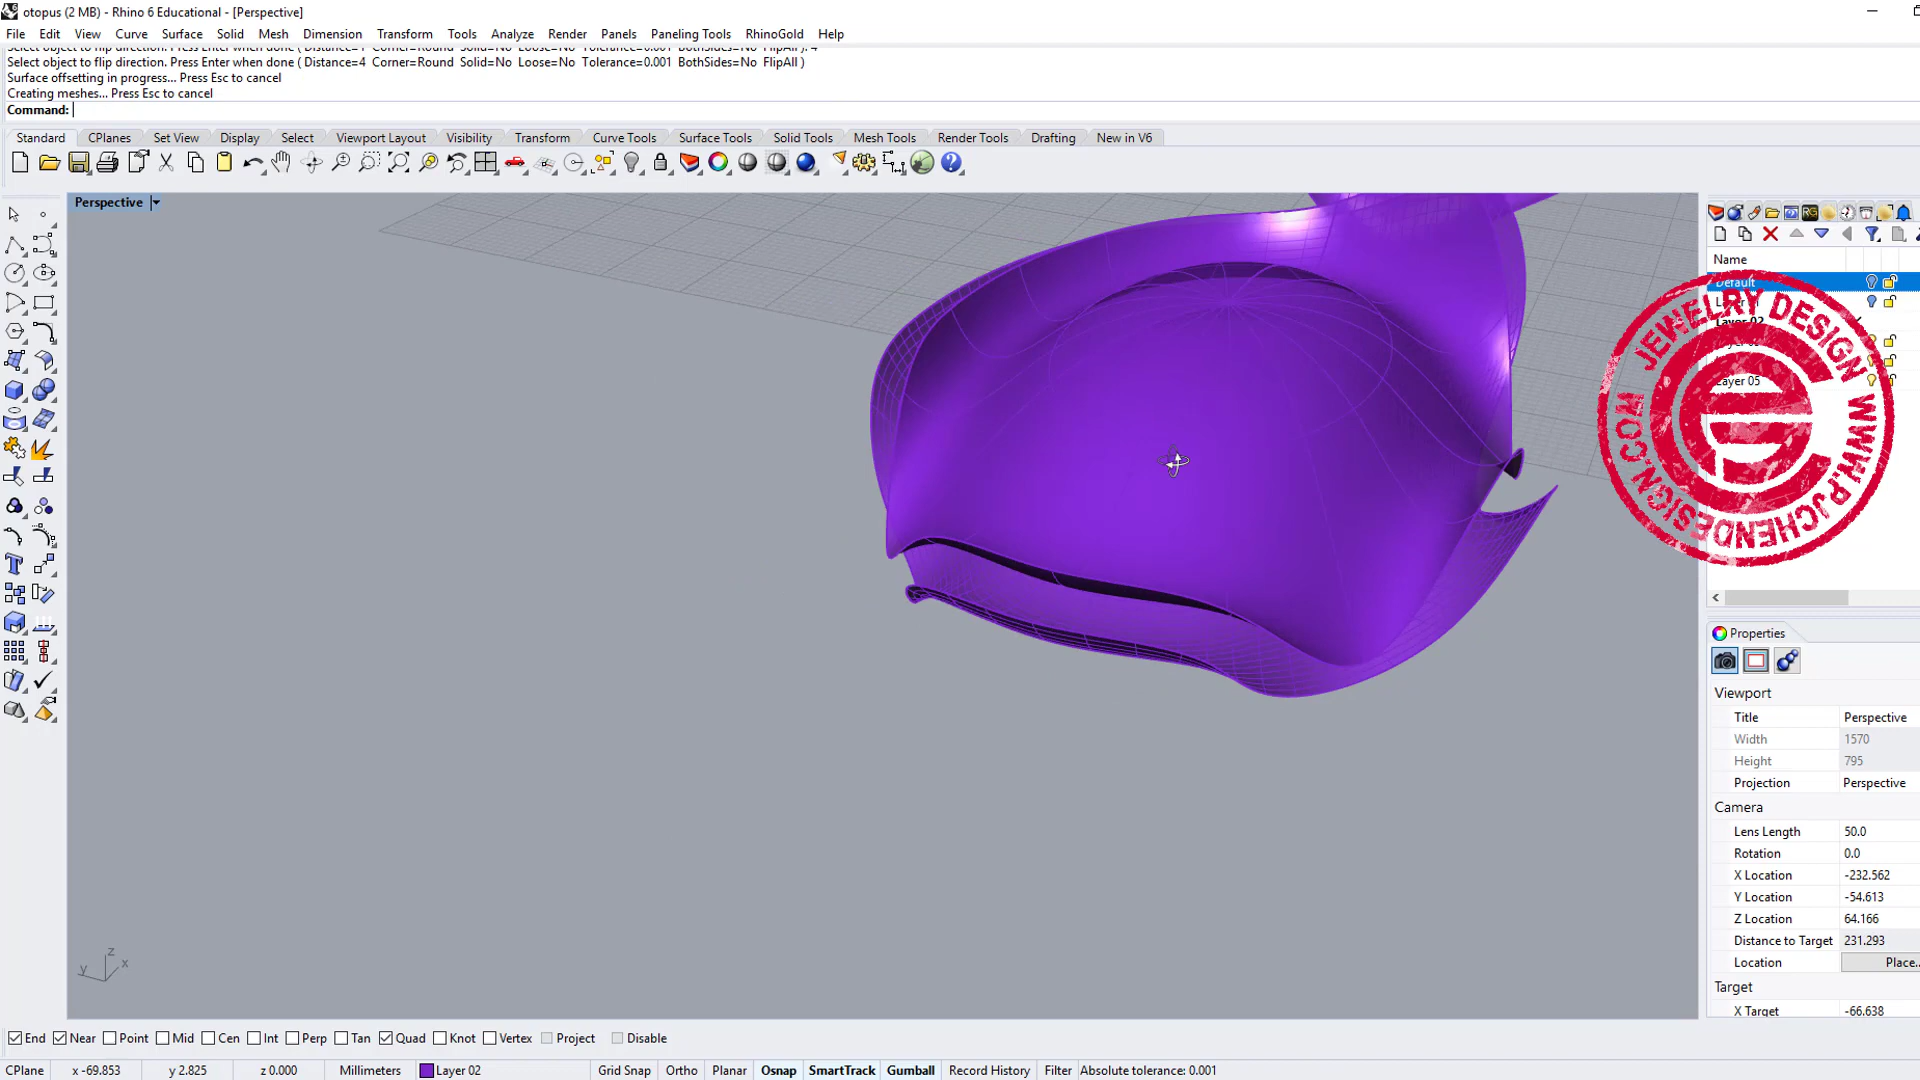 otopus (2 MB) - Rhino 6 Educational - [Perspective]
File Edit View Curve Surface Solid Mesh Dimension Transform Tools Analyze Render Panels Paneling Tools RhinoGold Help
Select object to flip direction. Press Enter when done ( Distance=4 Corner=Round Solid=No Loose=No Tolerance=0.001 BothSides=No FlipAll )
Surface offsetting in progress... Press Esc to cancel
Creating meshes... Press Esc to cancel
Command:
Standard CPlanes Set View Display Select Viewport Layout Visibility Transform Curve Tools Surface Tools Solid Tools Mesh Tools Render Tools Drafting New in V6
Perspective
Name
Default
Layer 02
Layer 05
JEWELRY DESIGN WWW.PJCHENDESIGN.COM
Properties
Viewport
Title Perspective
Width 1570
Height 795
Projection Perspective
Camera
Lens Length 50.0
Rotation 0.0
X Location -232.562
Y Location -54.613
Z Location 64.166
Distance to Target 231.293
Location Place..
Target
X Target -66.638
z
y x
End Near Point Mid Cen Int Perp Tan Quad Knot Vertex Project Disable
CPlane x -69.853 y 2.825 z 0.000 Millimeters Layer 02 Grid Snap Ortho Planar Osnap SmartTrack Gumball Record History Filter Absolute tolerance: 0.001